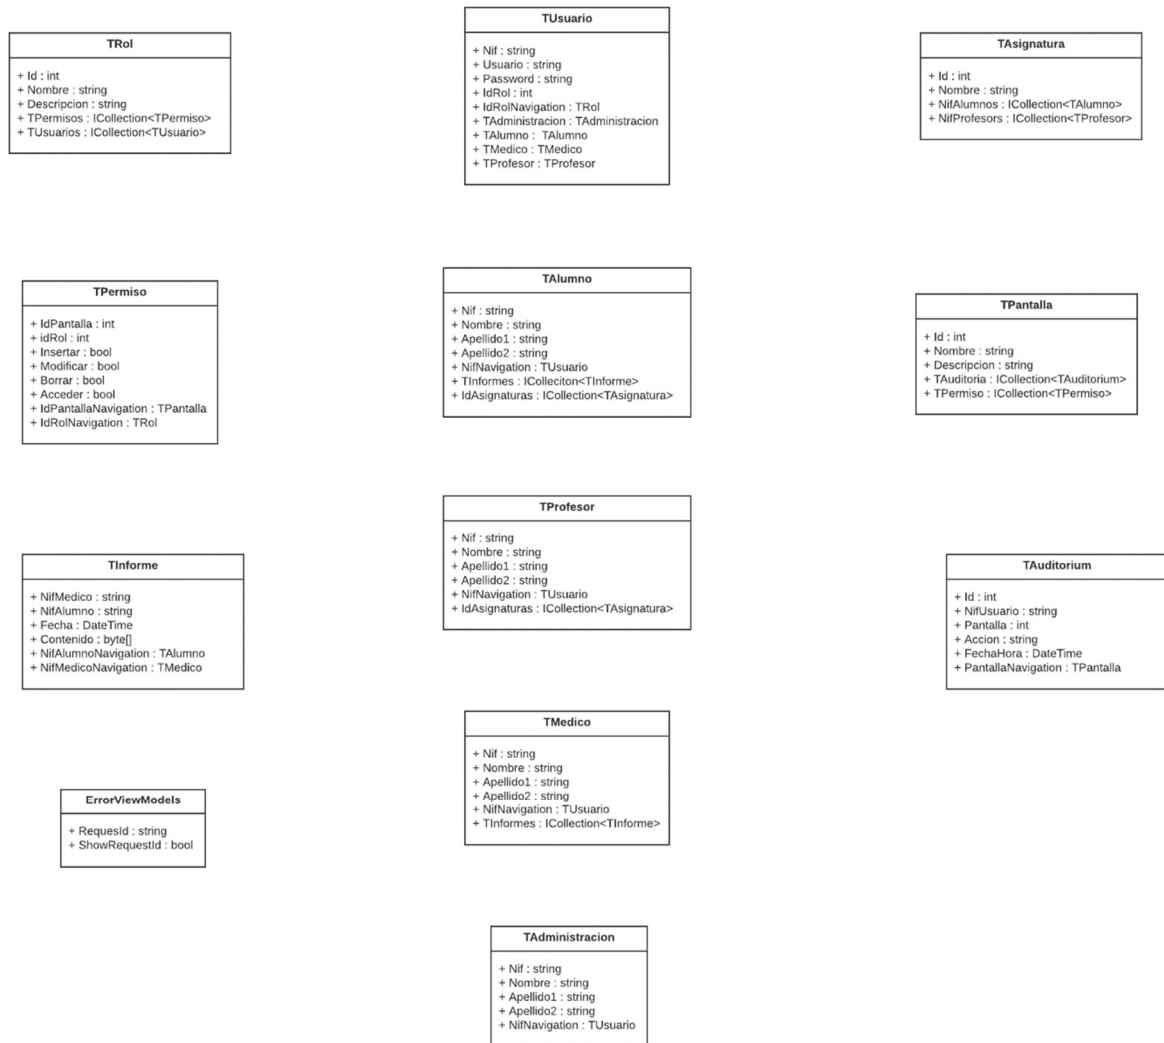 TRol
+ Id : int
+ Nombre : string
+ Descripcion : string
+ TPermisos : ICollection<TPermiso>
+ TUsuarios : ICollection<TUsuario>
TUsuario
+ Nif : string
+ Usuario : string
+ Password : string
+ IdRol : int
+ IdRolNavigation : TRol
+ TAdministracion : TAdministracion
+ TAlumno : TAlumno
+ TMedico : TMedico
+ TProfesor : TProfesor
TAsignatura
+ Id : int
+ Nombre : string
+ NifAlumnos : ICollection<TAlumno>
+ NifProfesors : ICollection<TProfesor>
TPermiso
+ IdPantalla : int
+ idRol : int
+ Insertar : bool
+ Modificar : bool
+ Borrar : bool
+ Acceder : bool
+ IdPantallaNavigation : TPantalla
+ IdRolNavigation : TRol
TAlumno
+ Nif : string
+ Nombre : string
+ Apellido1 : string
+ Apellido2 : string
+ NifNavigation : TUsuario
+ TInformes : IColleciton<TInforme>
+ IdAsignaturas : ICollection<TAsignatura>
TPantalla
+ Id : int
+ Nombre : string
+ Descripcion : string
+ TAuditoria : ICollection<TAuditorium>
+ TPermiso : ICollection<TPermiso>
TProfesor
+ Nif : string
+ Nombre : string
+ Apellido1 : string
+ Apellido2 : string
+ NifNavigation : TUsuario
+ IdAsignaturas : ICollection<TAsignatura>
TInforme
+ NifMedico : string
+ NifAlumno : string
+ Fecha : DateTime
+ Contenido : byte[]
+ NifAlumnoNavigation : TAlumno
+ NifMedicoNavigation : TMedico
TAuditorium
+ Id : int
+ NifUsuario : string
+ Pantalla : int
+ Accion : string
+ FechaHora : DateTime
+ PantallaNavigation : TPantalla
TMedico
+ Nif : string
+ Nombre : string
+ Apellido1 : string
+ Apellido2 : string
+ NifNavigation : TUsuario
+ TInformes : ICollection<TInforme>
ErrorViewModels
+ RequesId : string
+ ShowRequestId : bool
TAdministracion
+ Nif : string
+ Nombre : string
+ Apellido1 : string
+ Apellido2 : string
+ NifNavigation : TUsuario